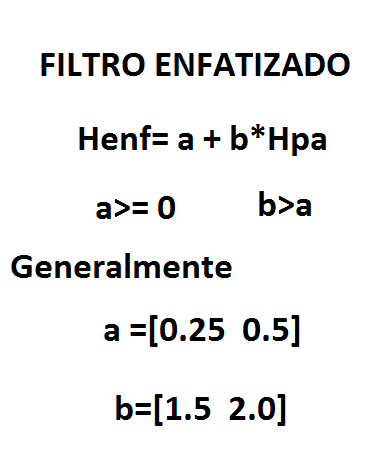 FILTRO ENFATIZADO
Henf= a + b*Hpa
a>= 0 b>a
Generalmente
a =[0.25 0.5]
b=[1.5 2.0]